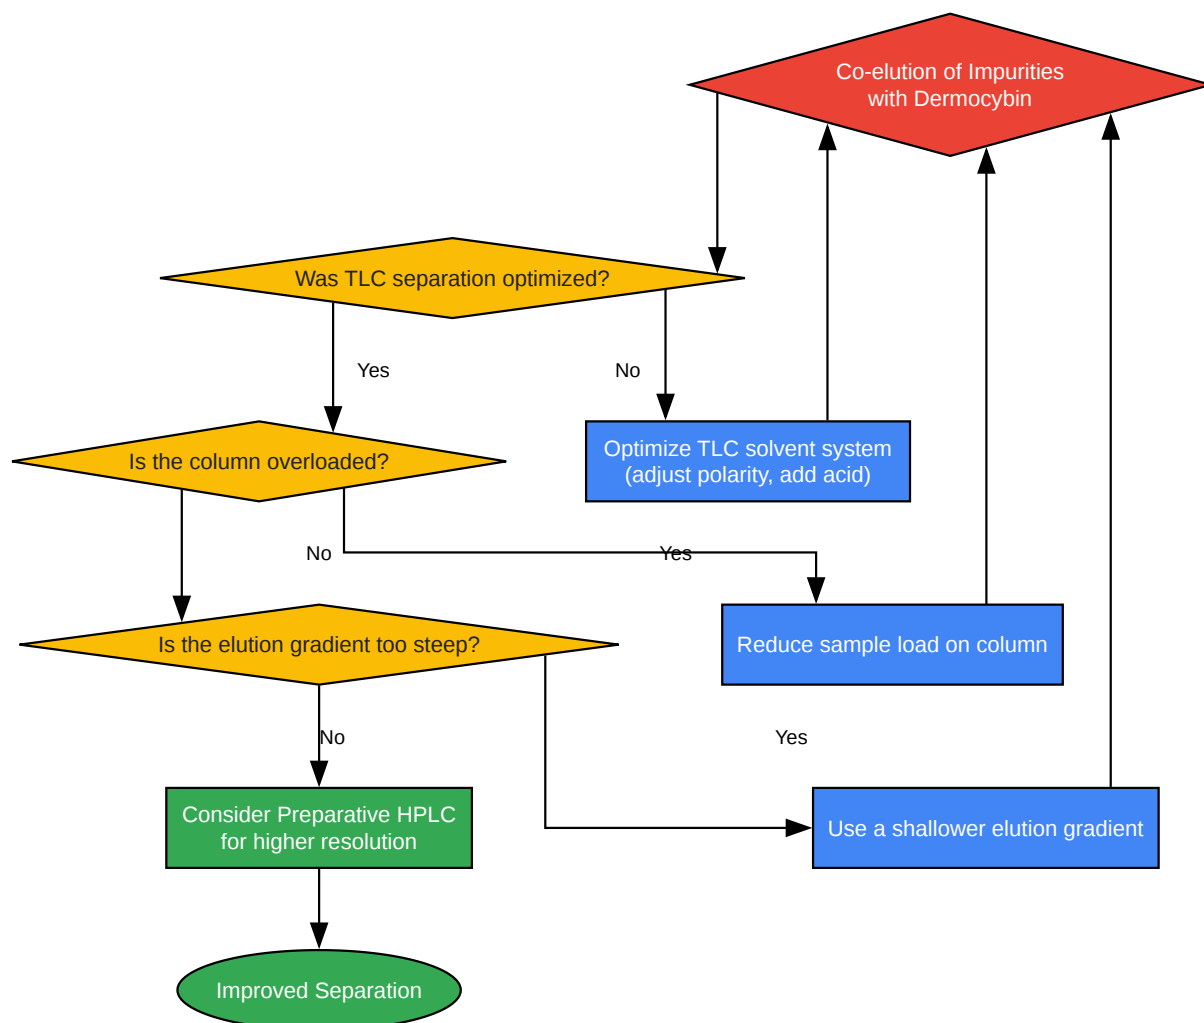 Co-elution of Impurities
with Dermocybin
Was TLC separation optimized?
Yes
No
Is the column overloaded?
Optimize TLC solvent system
(adjust polarity, add acid)
No
Yes
Is the elution gradient too steep?
Reduce sample load on column
No
Yes
Consider Preparative HPLC
for higher resolution
Use a shallower elution gradient
Improved Separation